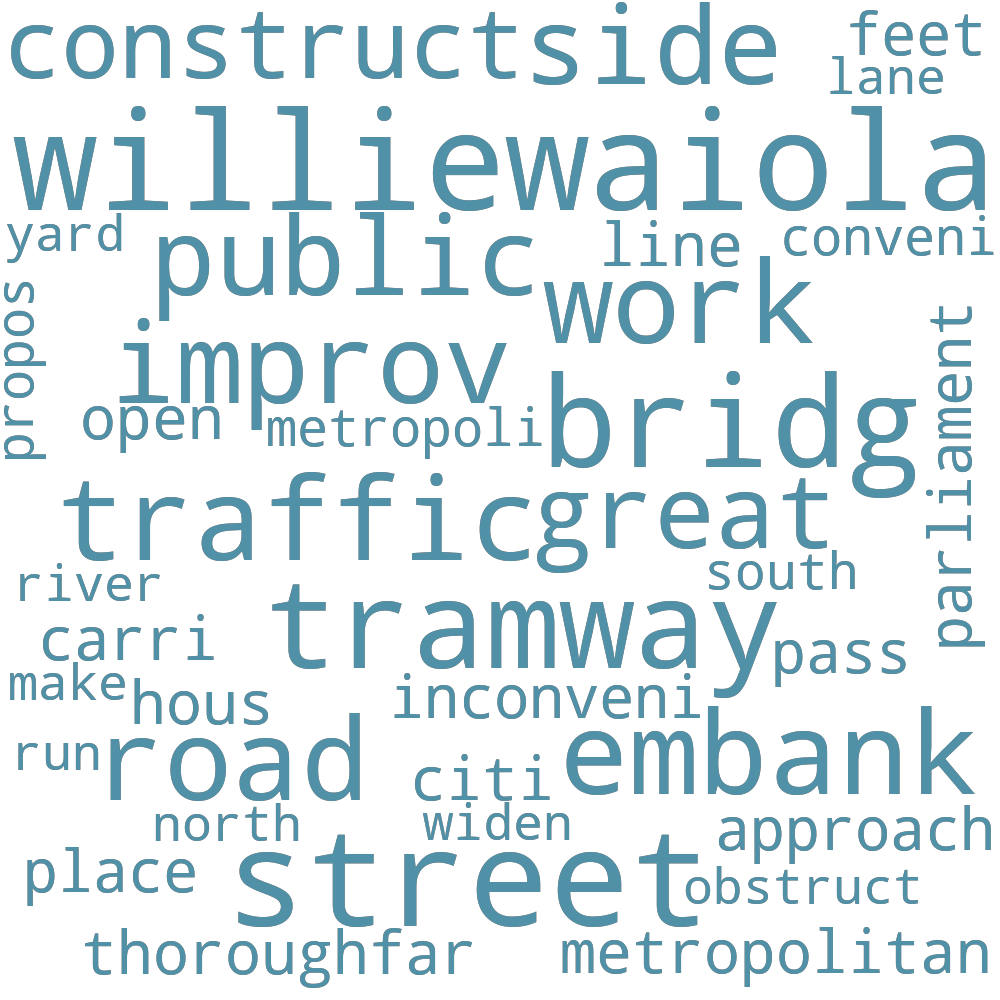 construct side feet
lane
williewaiola
yard public line conveni
work
propos improv parliament
open metropoli bridg
traffic great
river south
carri tramway pass
make hous inconveni
run road citi embank
north widen approach
place street obstruct
thoroughfar metropolitan